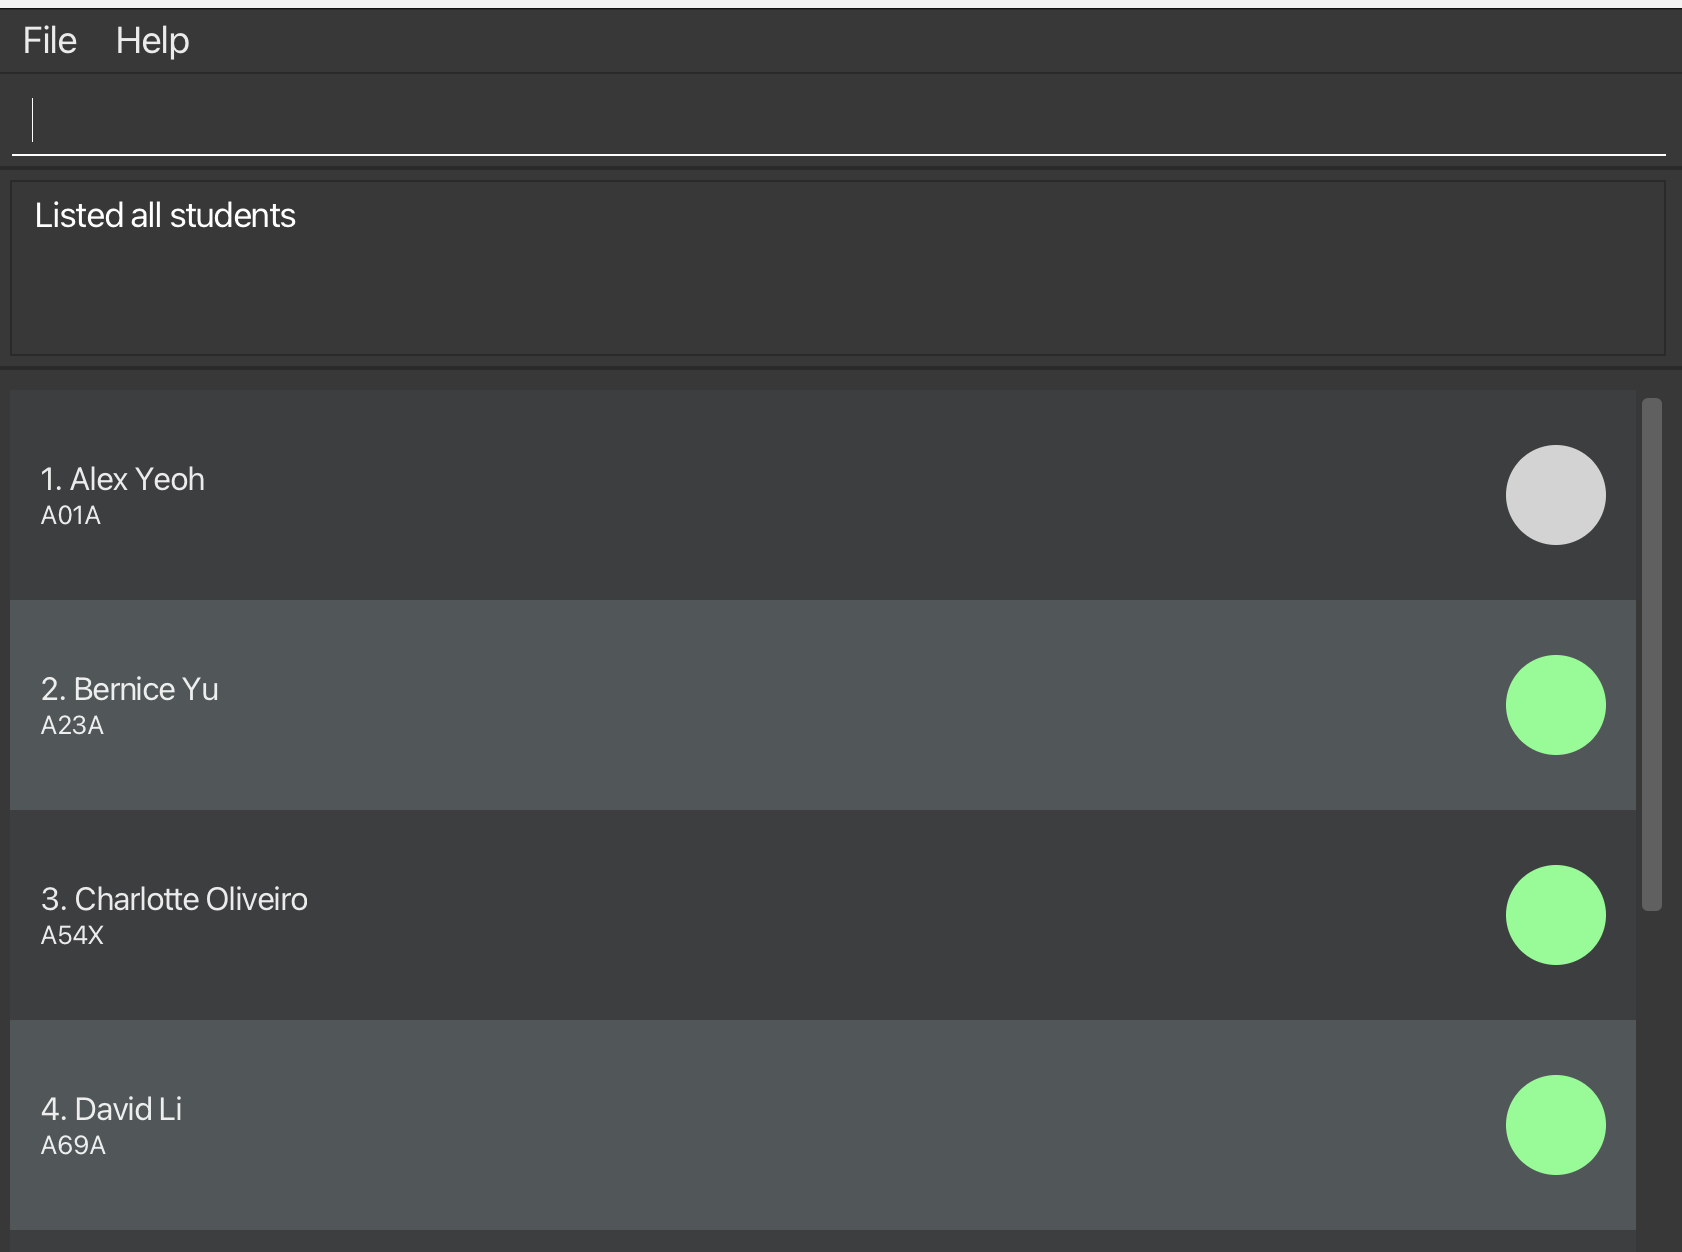 File Help
Listed all students
1. Alex Yeoh
A01A
2. Bernice Yu
A23A
3. Charlotte Oliveiro
A54X
4. David Li
A69A